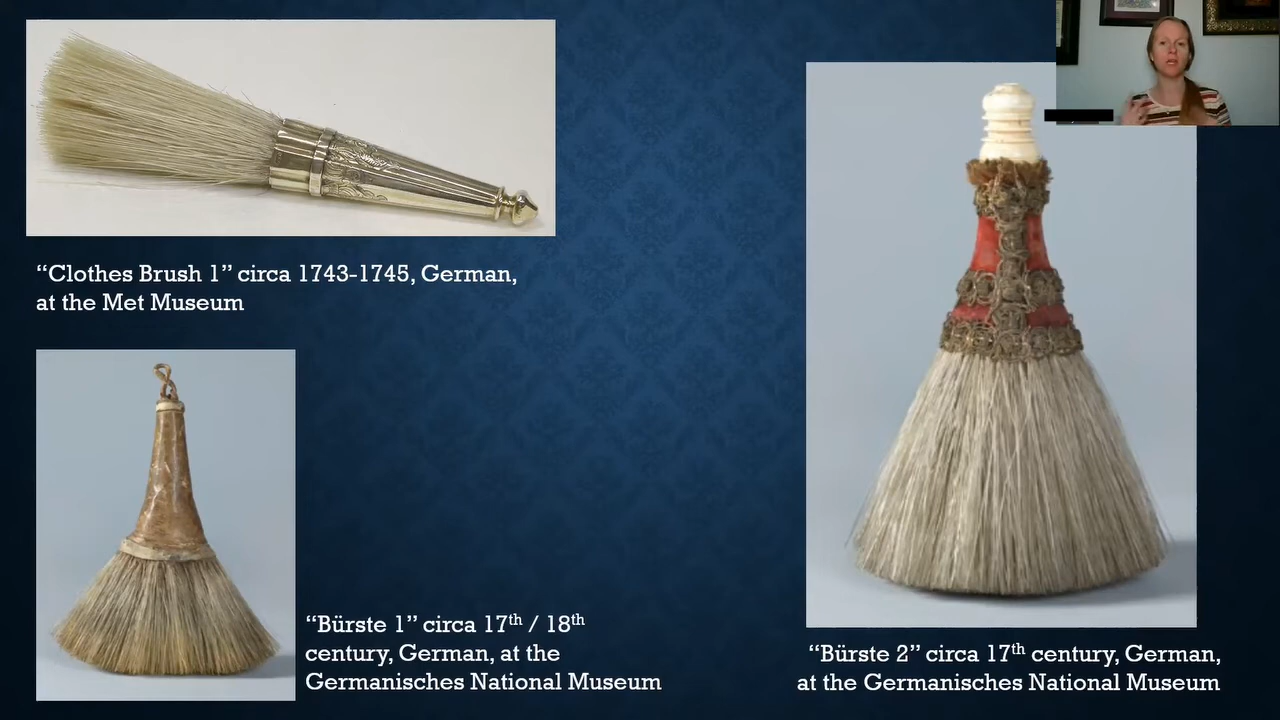 “Clothes Brush 1” circa 1743-1745, German,
at the Met Museum
“Bürste 1” circa 17th / 18th
century, German, at the
Germanisches National Museum
“Bürste 2” circa 17th century, German,
at the Germanisches National Museum